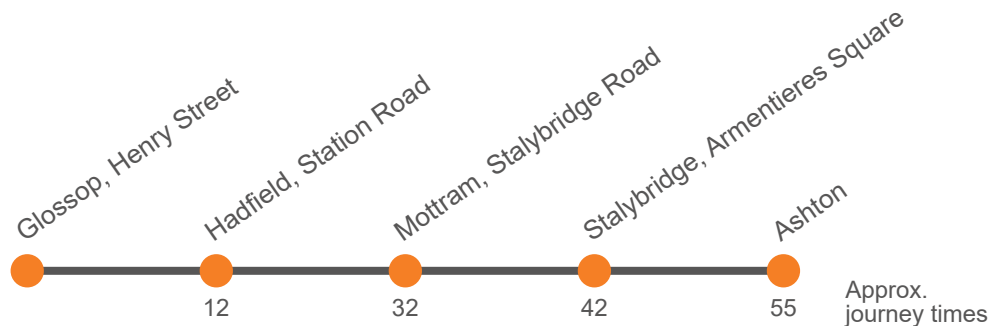 Glossop, Henry Street
Hadfield, Station Road
Mottram, Stalybridge Road
Stalybridge, Armentieres Square
Ashton
12
32
42
55
Approx.
journey times